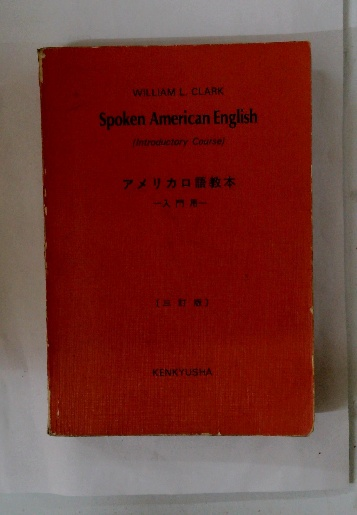 WILLIAM L. CLARK
Spoken American English
(Introductory Course)
アメリカ口語教本
—入門用—
KENKYUSHA